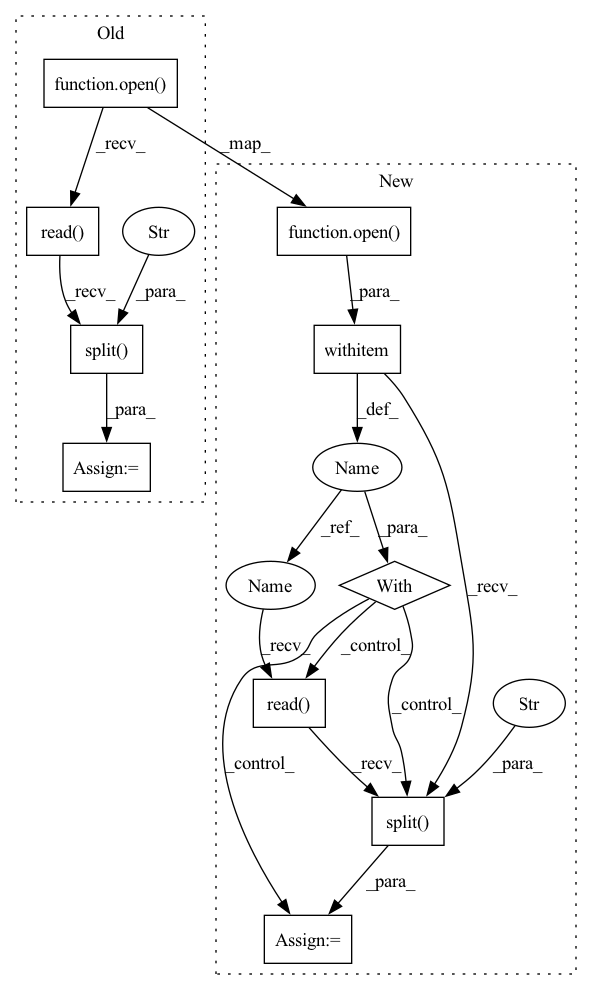 Old
function.open()
_recv_
_map_
New
read()
Str
function.open()
_recv_
_para_
_para_
split()
withitem
_para_
_def_
Assign:=
Name
_ref_
_para_
Name
With
_recv_
_recv_
_control_
read()
_control_
Str
_control_
_recv_
_para_
split()
_para_
Assign:=